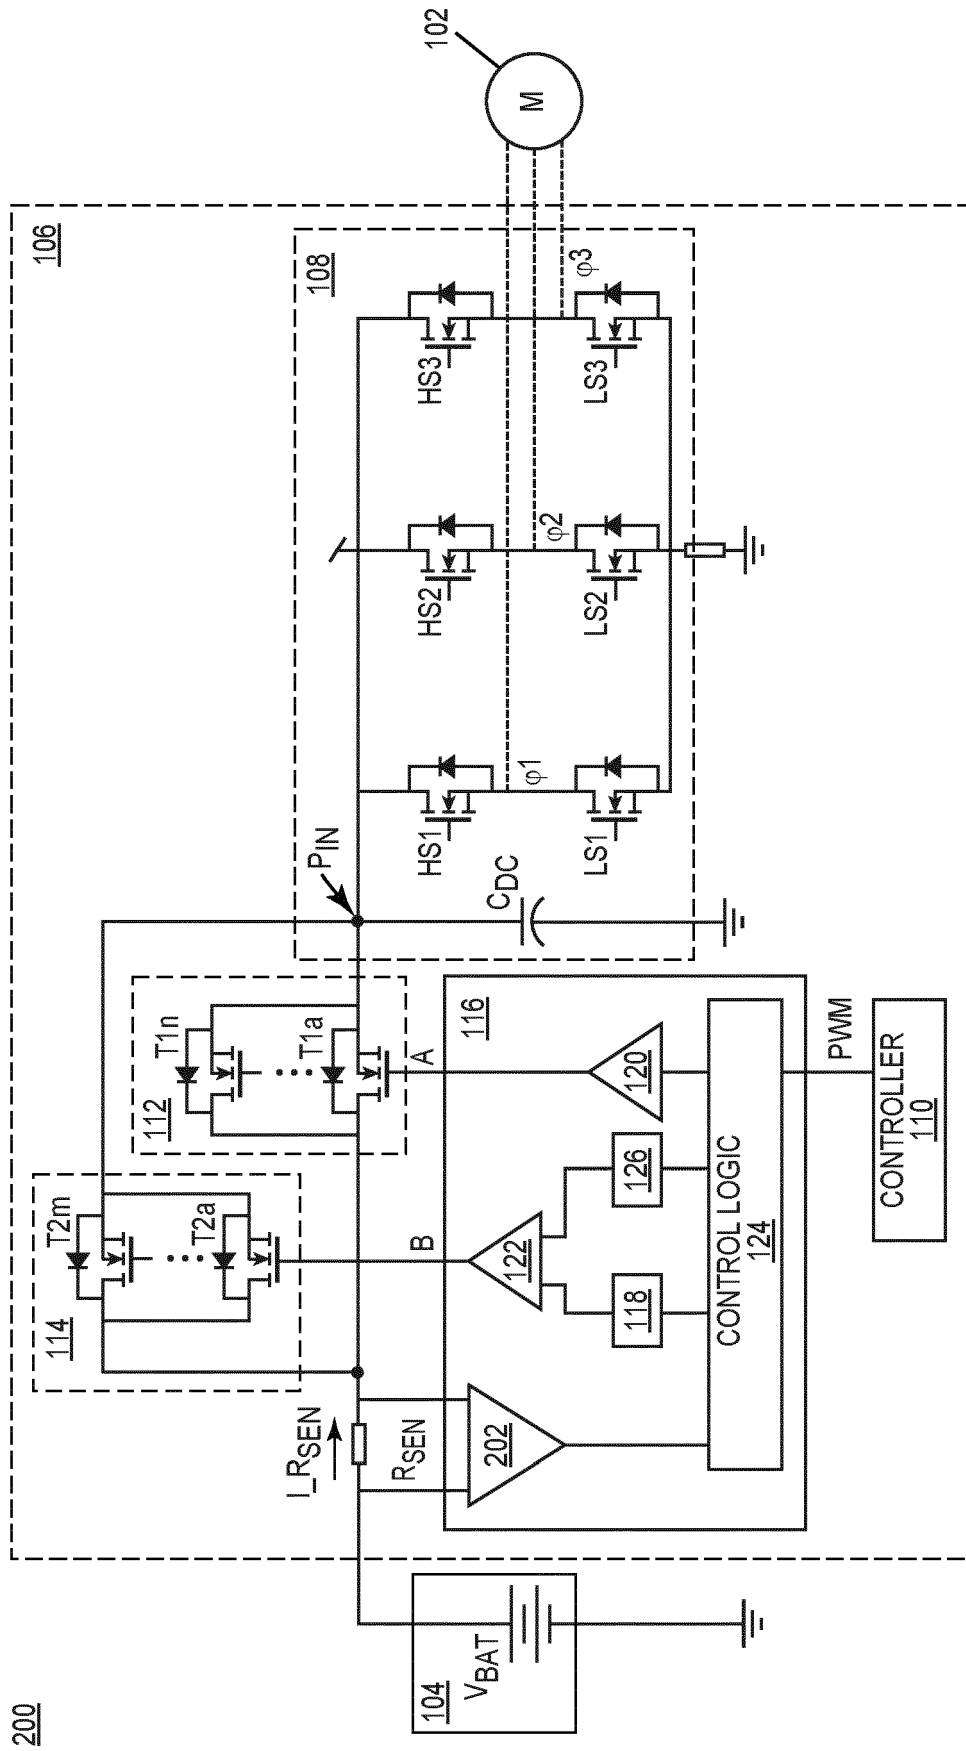 200
106
114
T2m
T2a
112
T1n
T1a
P_IN
108
102
M
HS1
HS2
HS3
φ1
φ2
φ3
LS1
LS2
LS3
C_DC
I_R_SEN
R_SEN
B
A
116
202
122
120
118
126
CONTROL LOGIC
124
PWM
CONTROLLER
110
104
V_BAT